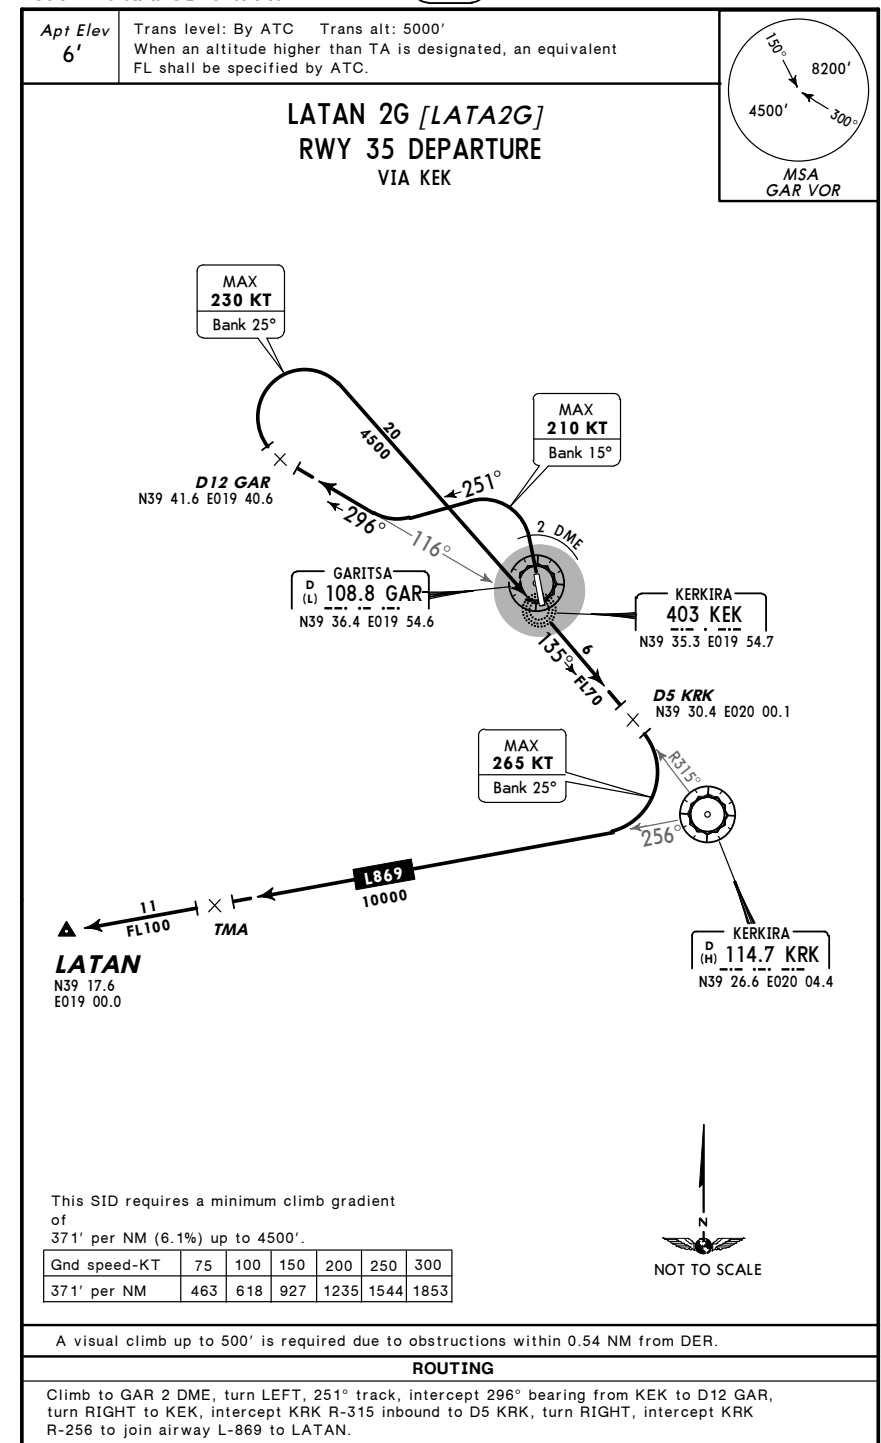 Apt Elev
6'
Trans level: By ATC Trans alt: 5000'
When an altitude higher than TA is designated, an equivalent
FL shall be specified by ATC.
150°
8200'
4500'
300°
MSA
GAR VOR
LATAN 2G [LATA2G]
RWY 35 DEPARTURE
VIA KEK
MAX
230 KT
Bank 25°
MAX
210 KT
Bank 15°
20
4500
D12 GAR
N39 41.6 E019 40.6
251°
296°
116°
2 DME
GARITSA
D
(L) 108.8 GAR
N39 36.4 E019 54.6
KERKIRA
403 KEK
N39 35.3 E019 54.7
6
135°
FL70
D5 KRK
N39 30.4 E020 00.1
MAX
265 KT
Bank 25°
R315°
256°
L869
10000
11
FL100
TMA
LATAN
N39 17.6
E019 00.0
KERKIRA
D
(H) 114.7 KRK
N39 26.6 E020 04.4
This SID requires a minimum climb gradient
of
371' per NM (6.1%) up to 4500'.
Gnd speed-KT 75 100 150 200 250 300
371' per NM 463 618 927 1235 1544 1853
N
NOT TO SCALE
A visual climb up to 500' is required due to obstructions within 0.54 NM from DER.
ROUTING
Climb to GAR 2 DME, turn LEFT, 251° track, intercept 296° bearing from KEK to D12 GAR,
turn RIGHT to KEK, intercept KRK R-315 inbound to D5 KRK, turn RIGHT, intercept KRK
R-256 to join airway L-869 to LATAN.